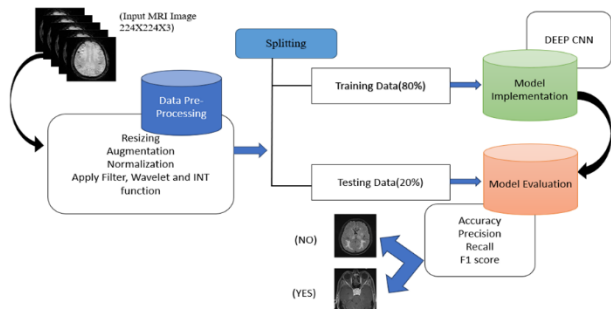 (Input MRI Image
224X224X3)
Data Pre-
Processing
Resizing
Augmentation
Normalization
Apply Filter, Wavelet and INT
function
Splitting
Training Data(80%)
Testing Data(20%)
DEEP CNN
Model
Implementation
Model Evaluation
Accuracy
Precision
Recall
F1 score
(NO)
(YES)